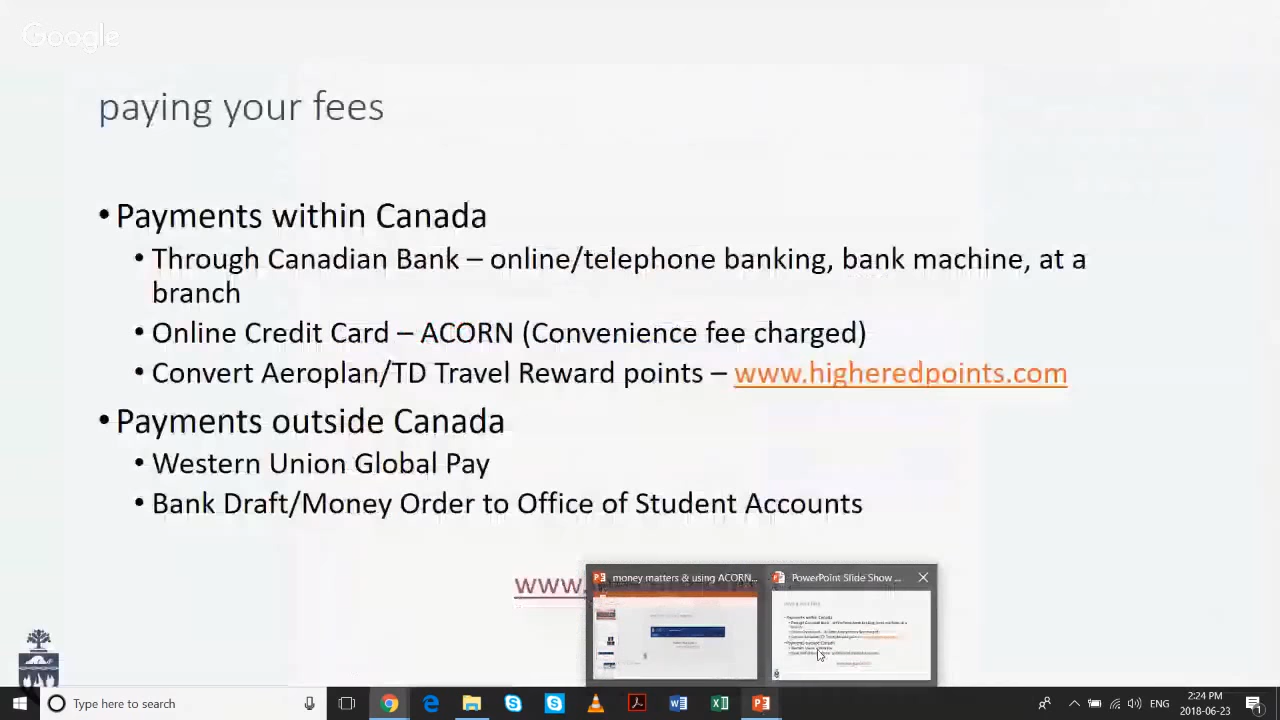 Google
paying your fees
•Payments within Canada
•Through Canadian Bank – online/telephone banking, bank machine, at a
branch
•Online Credit Card – ACORN (Convenience fee charged)
•Convert Aeroplan/TD Travel Reward points – www.higheredpoints.com
•Payments outside Canada
•Western Union Global Pay
•Bank Draft/Money Order to Office of Student Accounts
www.
money matters & using ACORN...
PowerPoint Slide Show ...
Type here to search
ENG
2:24 PM
2018-06-23